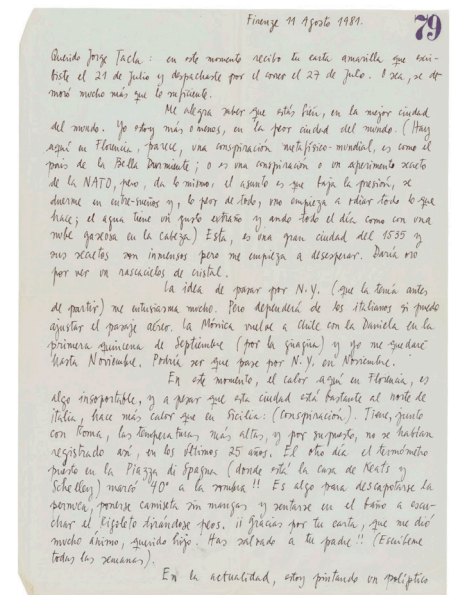 79
Firenze 11 Agosto 1981.
Querido Jorge Tacla: en este momento recibo tu carta amarilla que escri-
biste el 21 de Julio y despachaste por el correo el 27 de Julo. O sea, se de-
moró mucho más que lo suficiente.
Me alegra saber que estás bién, en la mejor ciudad
del mundo. Yo estoy más o menos, en la peor ciudad del mundo. (Hay
aquí en Florencia, parece, una conspiración metafísico-mundial, es como el
país de la Bella Durmiente; o es una conspiración o un experimento secreto
de la NATO, pero, da lo mismo, el asunto es que baja la presión, se
duerme en entre-sueños y, lo peor de todo, uno empieza a odiar todo lo que
hace; el agua tiene un gusto extraño y ando todo el día como con una
nube gaseosa en la cabeza) Esta, es una gran ciudad del 1555 y
sus secretos son inmensos pero me empieza a desesperar. Daría oro
por ver un rascacielos de cristal.
La idea de pasar por N.Y. (que la tenía antes
de partir) me entusiasma mucho. Pero dependerá de los italianos si puedo
ajustar el pasaje aéreo. La Mónica vuelve a Chile con la Daniela en la
primera quincena de Septiembre (por la guagua) y yo me quedaré
hasta Noviembre. Podría ser que pase por N.Y. en Noviembre.
En este momento, el calor aquí en Florencia, es
algo insoportable, y a pesar que esta ciudad está bastante al norte de
italia, hace más calor que en Sicilia: (conspiración). Tiene, junto
con Roma, las temperaturas más altas, y por supuesto, no se habían
registrado así, en los últimos 25 años. El otro día el termómetro
puesto en la Piazza di Spagna (donde está la casa de Keats y
Schelley) marcó 40° a la sombra!! Es algo para descapotarse la
permuca, ponerse camiseta sin mangas y sentarse en el baño a escu-
char el Rigoleto tirándose peos. ¡¡ Gracias por tu carta, que me dió
mucho ánimo, querido hijo. Has salvado a tu padre!! (Escríbeme
todas las semanas).
En la actualidad, estoy pintando un políptico